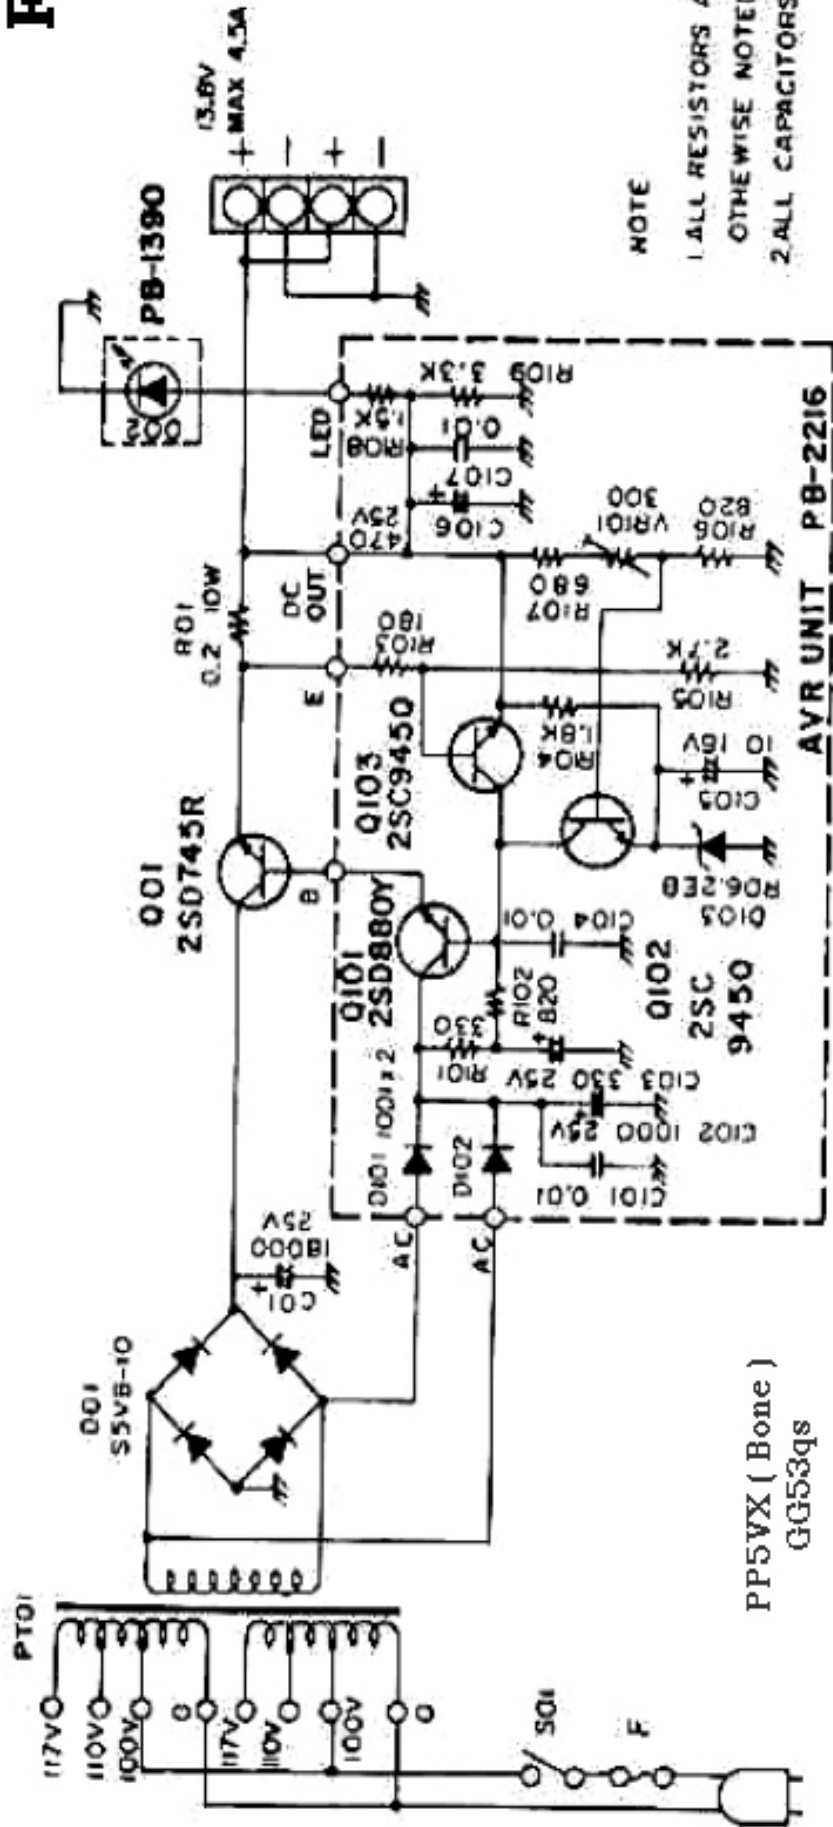 PT01
117V
110V
100V
0
117V
110V
100V
0
S01
F
D01
S5VB-10
C01
18000
25V
Q01
2SD745R
R01
0.2 10W
PB-1390
D02
13.8V
MAX 4.5A
+
−
+
−
AC
AC
B
E
DC
OUT
LED
D101 1001 x 2
D102
C101 0.01
C102 1000 25V
C103 330 25V
R101
330
R102
820
C104 0.01
Q101
2SD880Y
Q103
2SC945Q
Q102
2SC
945Q
D103
RD6.2EB
C105
10 16V
R103
180
R104
1.8K
R105
2.7K
R107
680
VR101
300
R106
820
C106
470
25V
C107
0.01
R108
1.5K
R109
3.3K
AVR UNIT PB-2216
NOTE
1.ALL RESISTORS
OTHEWISE NOTE
2.ALL CAPACITORS
PP5VX ( Bone )
GG53qs